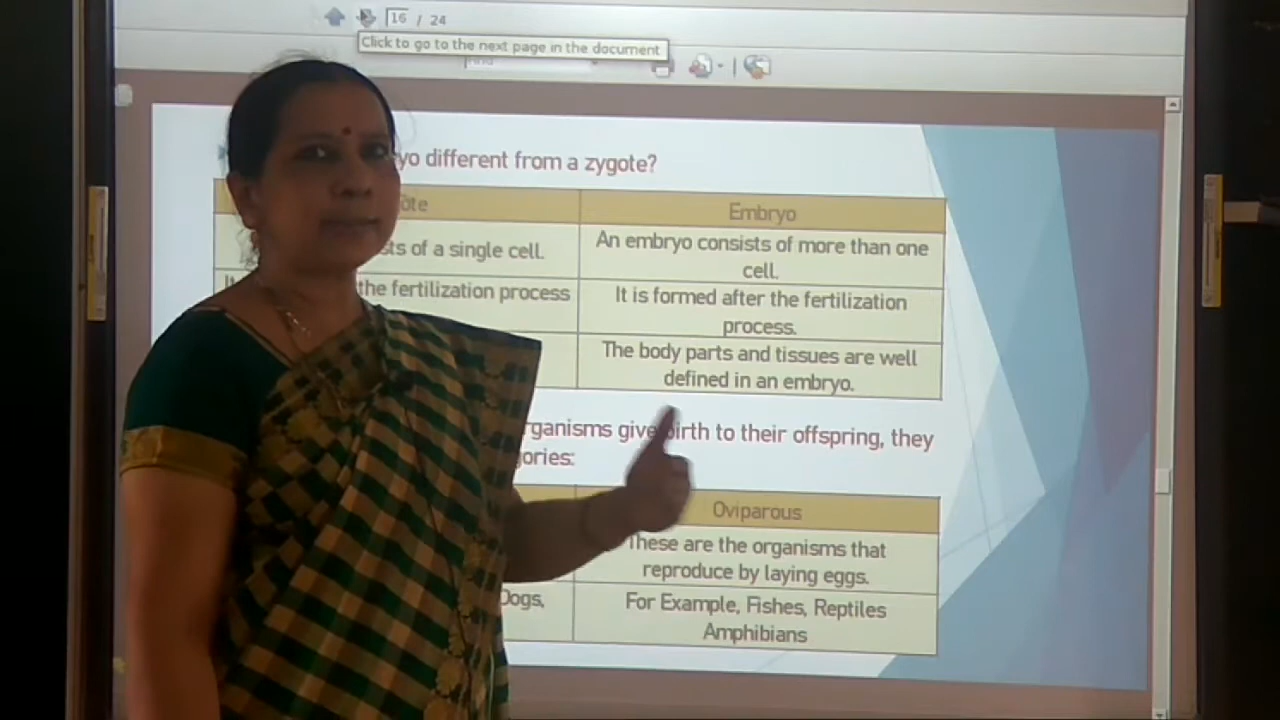 16 / 24
Click to go to the next page in the document
yo different from a zygote?
ote Embryo
sts of a single cell. An embryo consists of more than one
cell.
the fertilization process It is formed after the fertilization
process.
The body parts and tissues are well
defined in an embryo.
rganisms give birth to their offspring, they
gories:
Oviparous
These are the organisms that
reproduce by laying eggs.
Dogs, For Example, Fishes, Reptiles
Amphibians